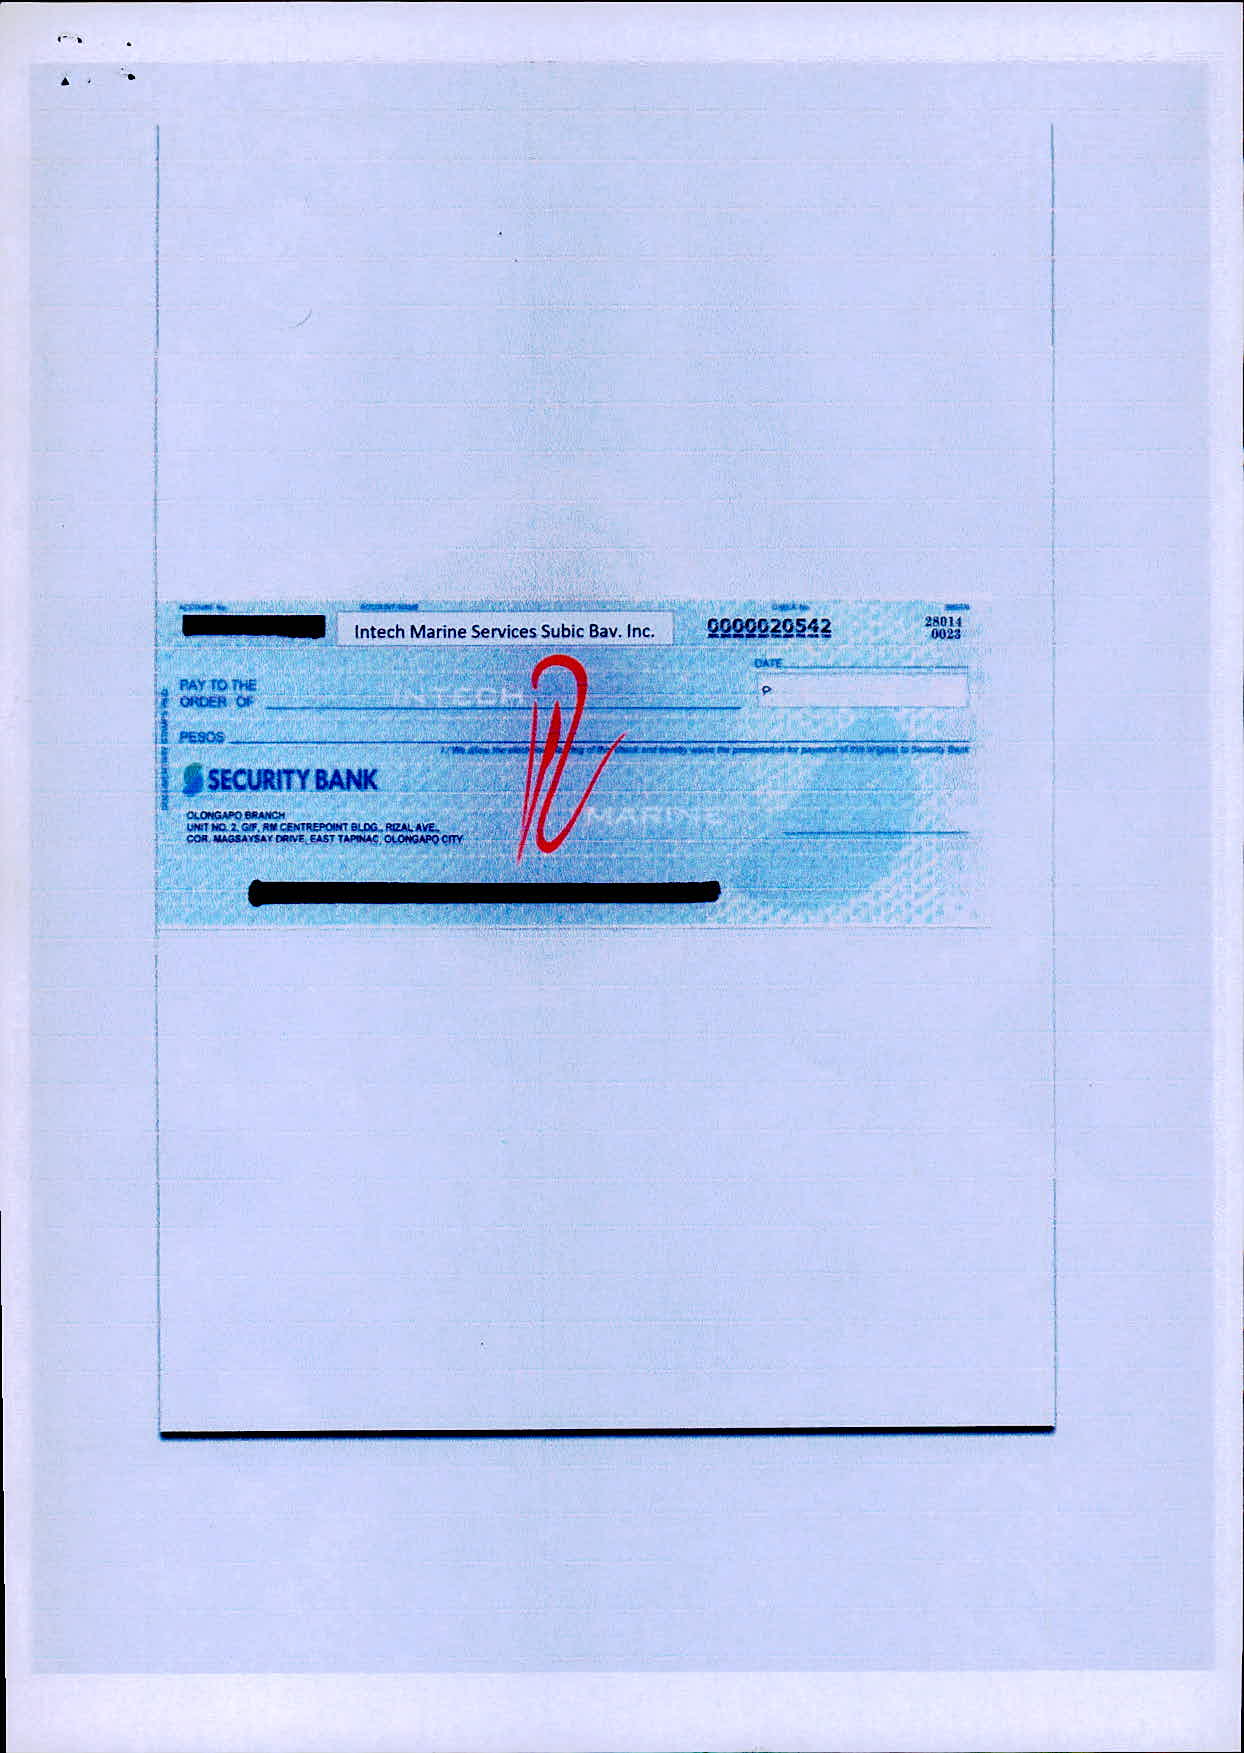 ACCOUNT No.
ACCOUNT NAME
CHECK No.
BRSTN
Intech Marine Services Subic Bav. Inc.
0000020542
28014
0023
DATE
PAY TO THE
ORDER OF
INTECH
P
PESOS
I / We allow the electronic clearing of this check and hereby waive the presentation for payment of this original to Security Bank
SECURITY BANK
MARINE
OLONGAPO BRANCH
UNIT NO. 2, G/F, RM CENTREPOINT BLDG., RIZAL AVE.,
COR. MAGSAYSAY DRIVE, EAST TAPINAC, OLONGAPO CITY